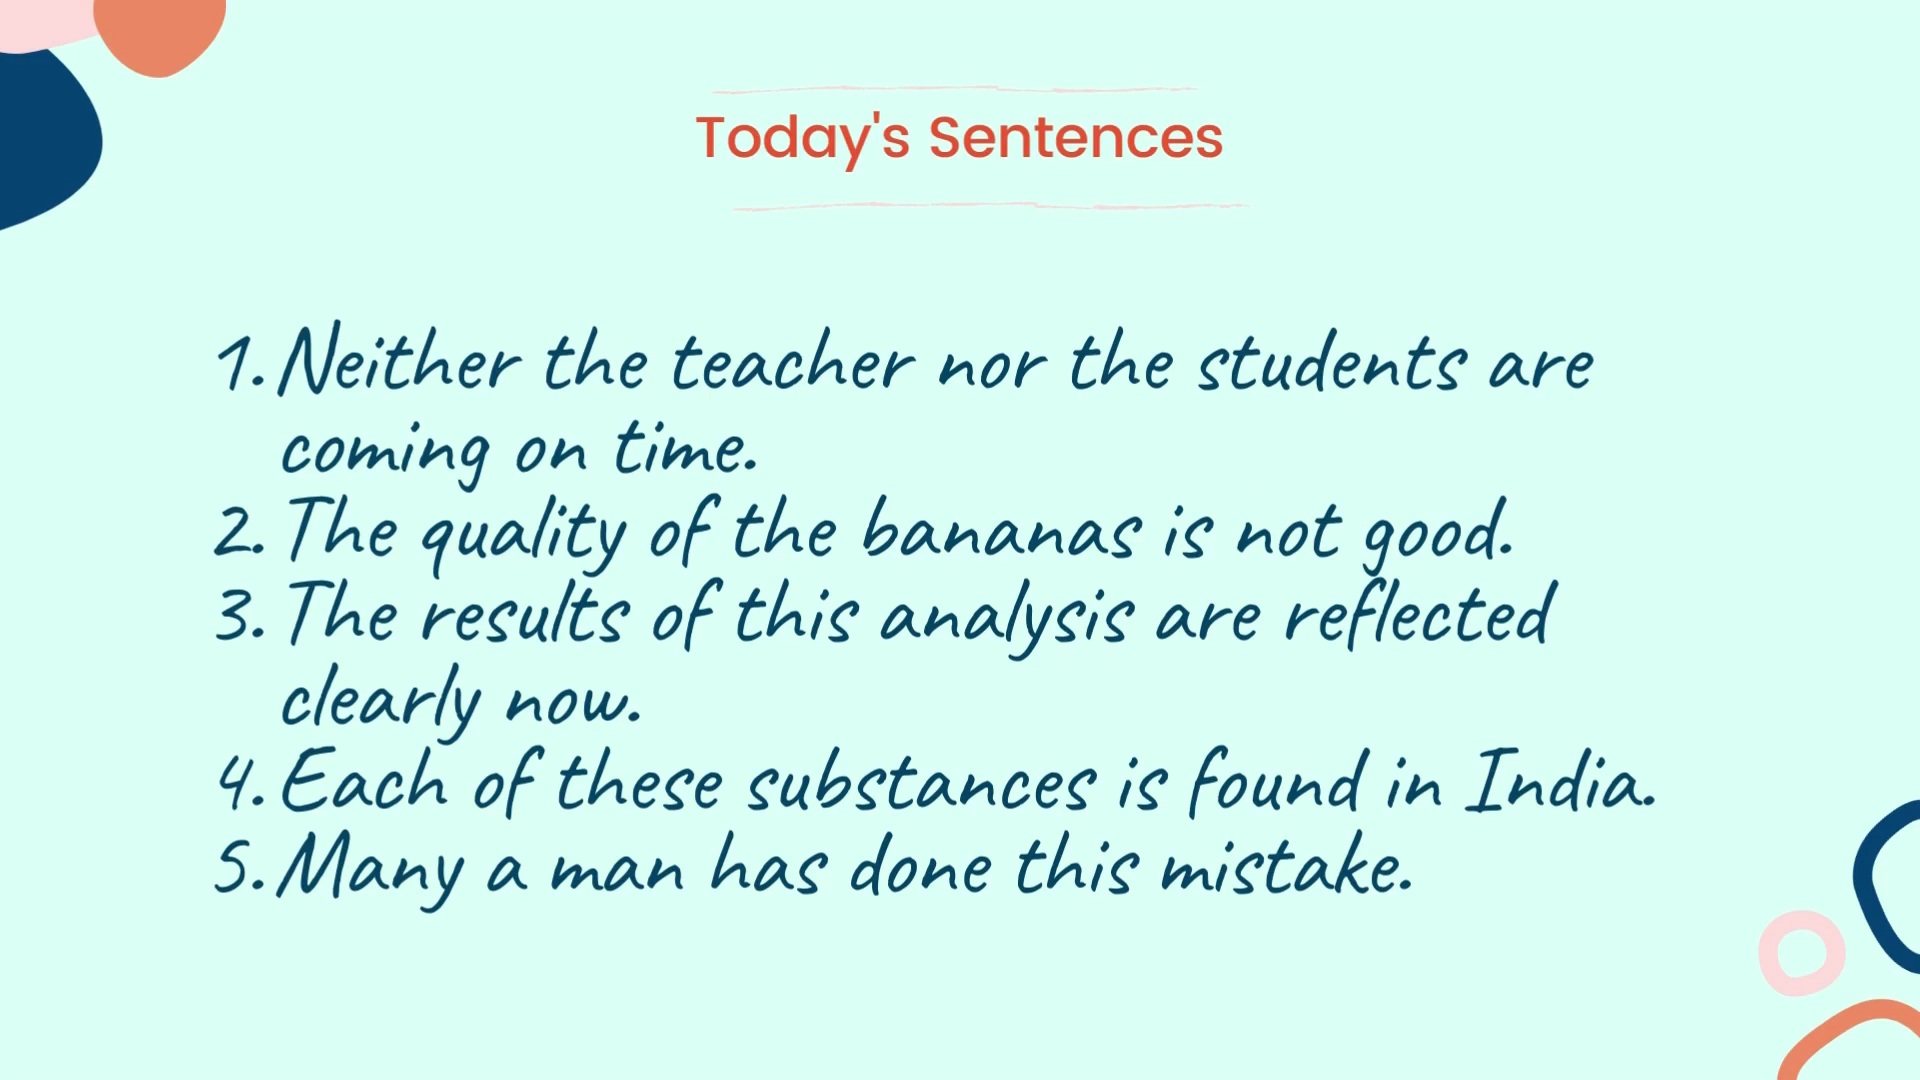 Today's Sentences
1. Neither the teacher nor the students are
coming on time.
2. The quality of the bananas is not good.
3. The results of this analysis are reflected
clearly now.
4. Each of these substances is found in India.
5. Many a man has done this mistake.